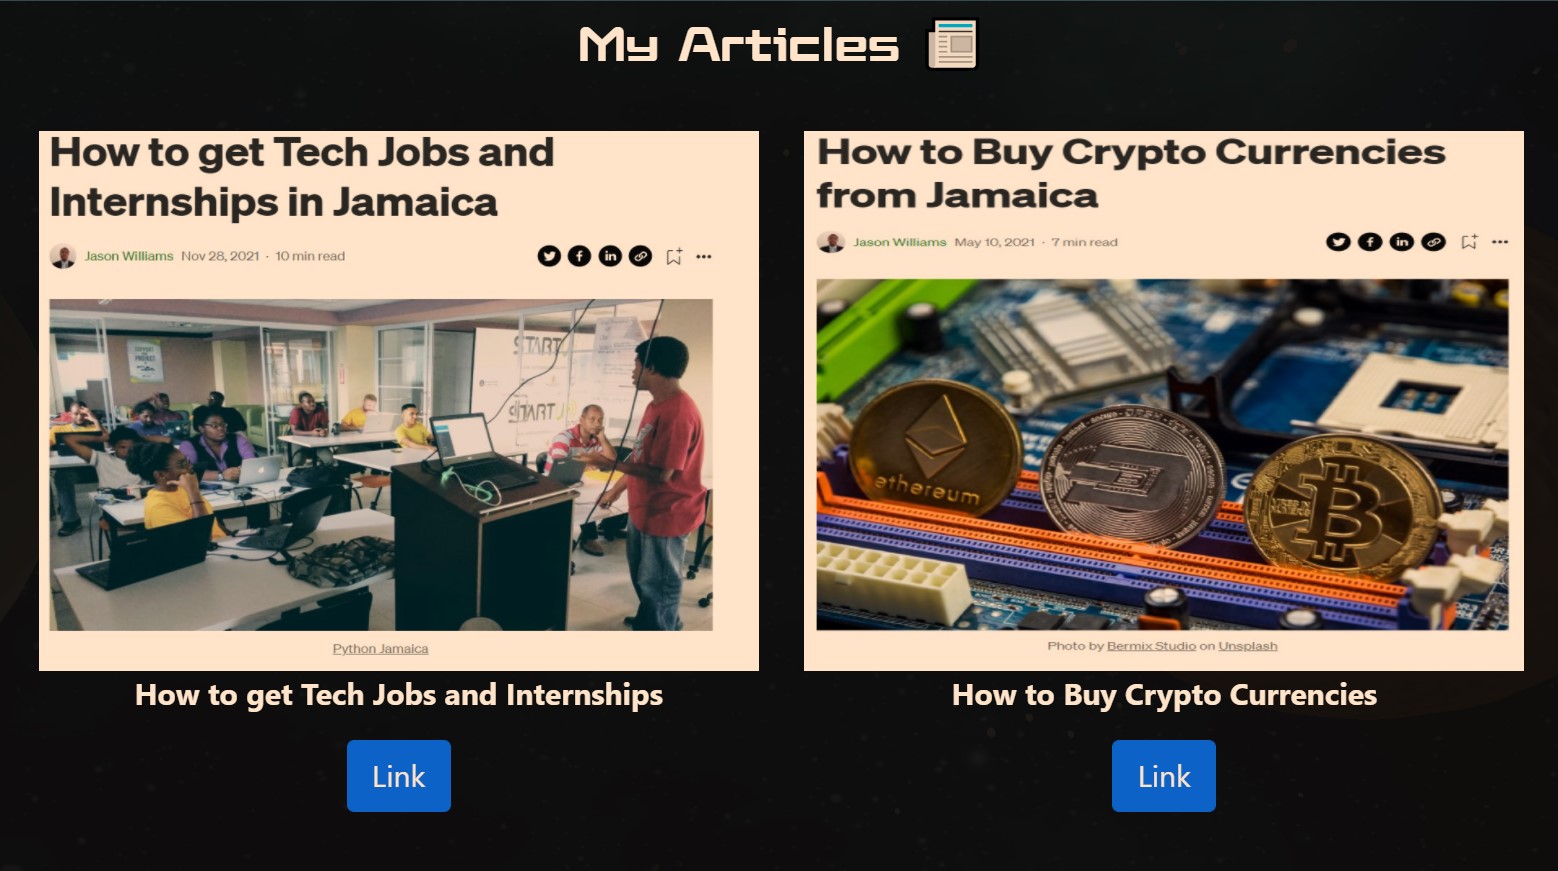 My Articles
How to get Tech Jobs and
Internships in Jamaica
Jason Williams Nov 28, 2021 · 10 min read
START
START
Python Jamaica
How to get Tech Jobs and Internships
Link
How to Buy Crypto Currencies
from Jamaica
Jason Williams May 10, 2021 · 7 min read
ethereum
Photo by Bermix Studio on Unsplash
How to Buy Crypto Currencies
Link